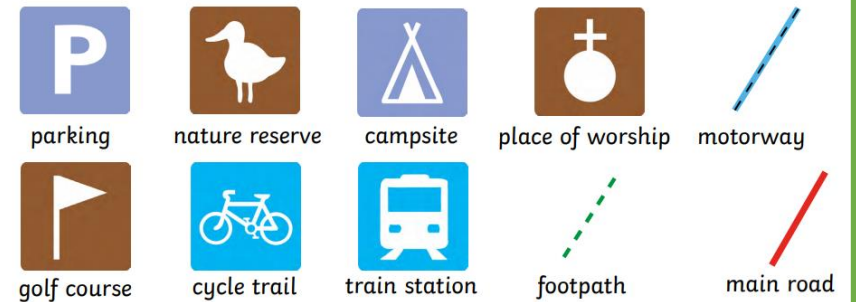 P
parking
nature reserve
campsite
place of worship
motorway
golf course
cycle trail
train station
footpath
main road